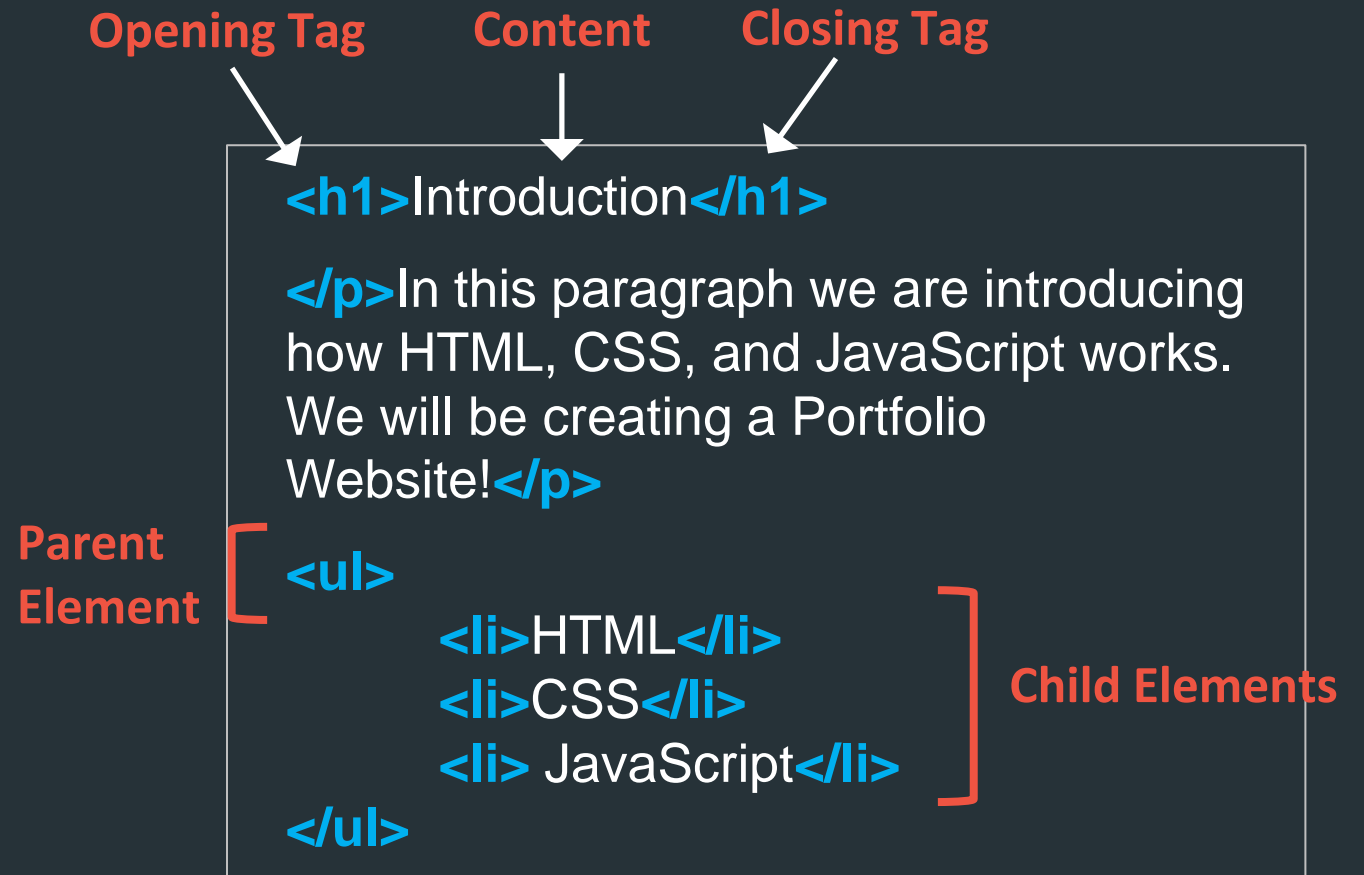 Opening Tag Content Closing Tag
<h1>Introduction</h1>
</p>In this paragraph we are introducing
how HTML, CSS, and JavaScript works.
We will be creating a Portfolio
Website!</p>
Parent
Element
<ul>
<li>HTML</li>
<li>CSS</li>
<li> JavaScript</li>
Child Elements
</ul>